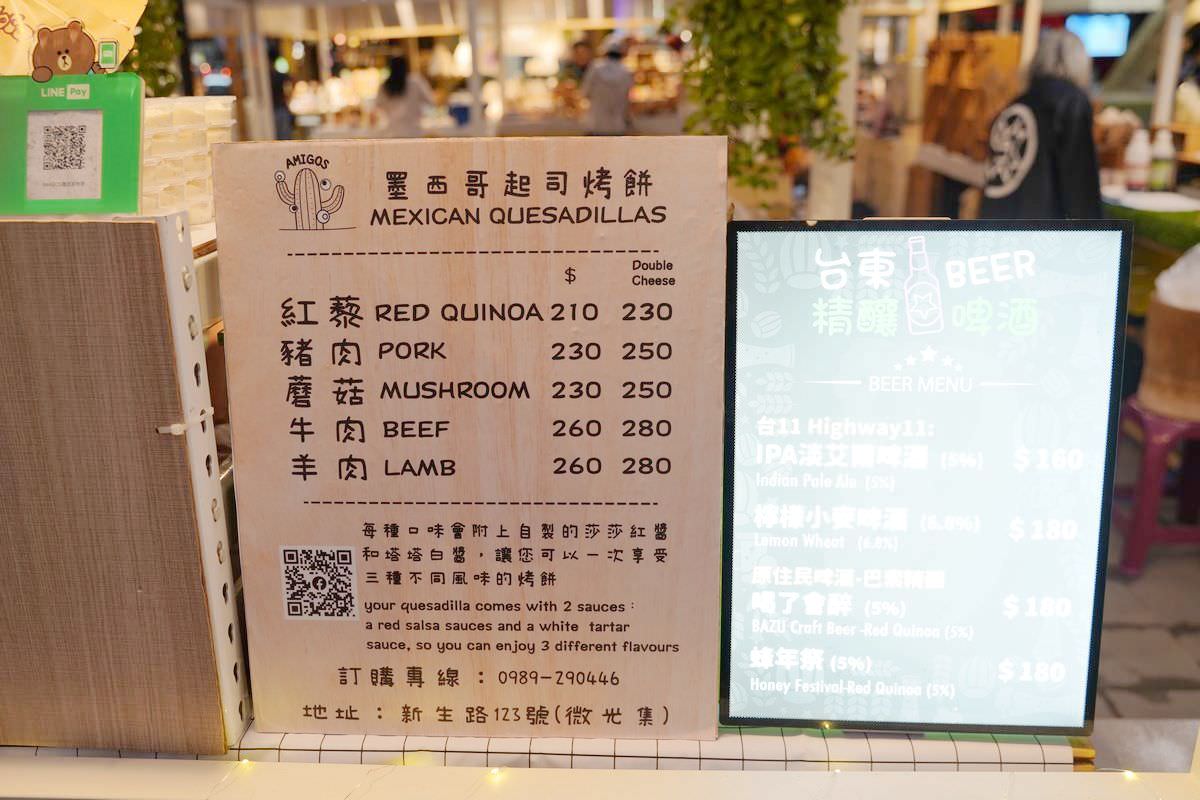 LINE Pay
AMIGOS
墨西哥起司烤餅
MEXICAN QUESADILLAS
$ Double Cheese
紅藜 RED QUINOA 210 230
豬肉 PORK 230 250
蘑菇 MUSHROOM 230 250
牛肉 BEEF 260 280
羊肉 LAMB 260 280
每種口味會附上自製的莎莎紅醬
和塔塔白醬，讓您可以一次享受
三種不同風味的烤餅
your quesadilla comes with 2 sauces :
a red salsa sauces and a white tartar
sauce, so you can enjoy 3 different flavours
訂購專線：0989-290446
地址：新生路123號(微光集)
台東 BEER
精釀 啤酒
BEER MENU
台11 Highway11:
IPA淡艾爾啤酒 (5%) $160
Indian Pale Ale (5%)
檸檬小麥啤酒 (6.8%) $180
Lemon Wheat (6.8%)
原住民啤酒-巴素精釀
喝了會醉 (5%) $180
BAZU Craft Beer-Red Quinoa (5%)
蜂年祭 (5%) $180
Honey Festival-Red Quinoa (5%)